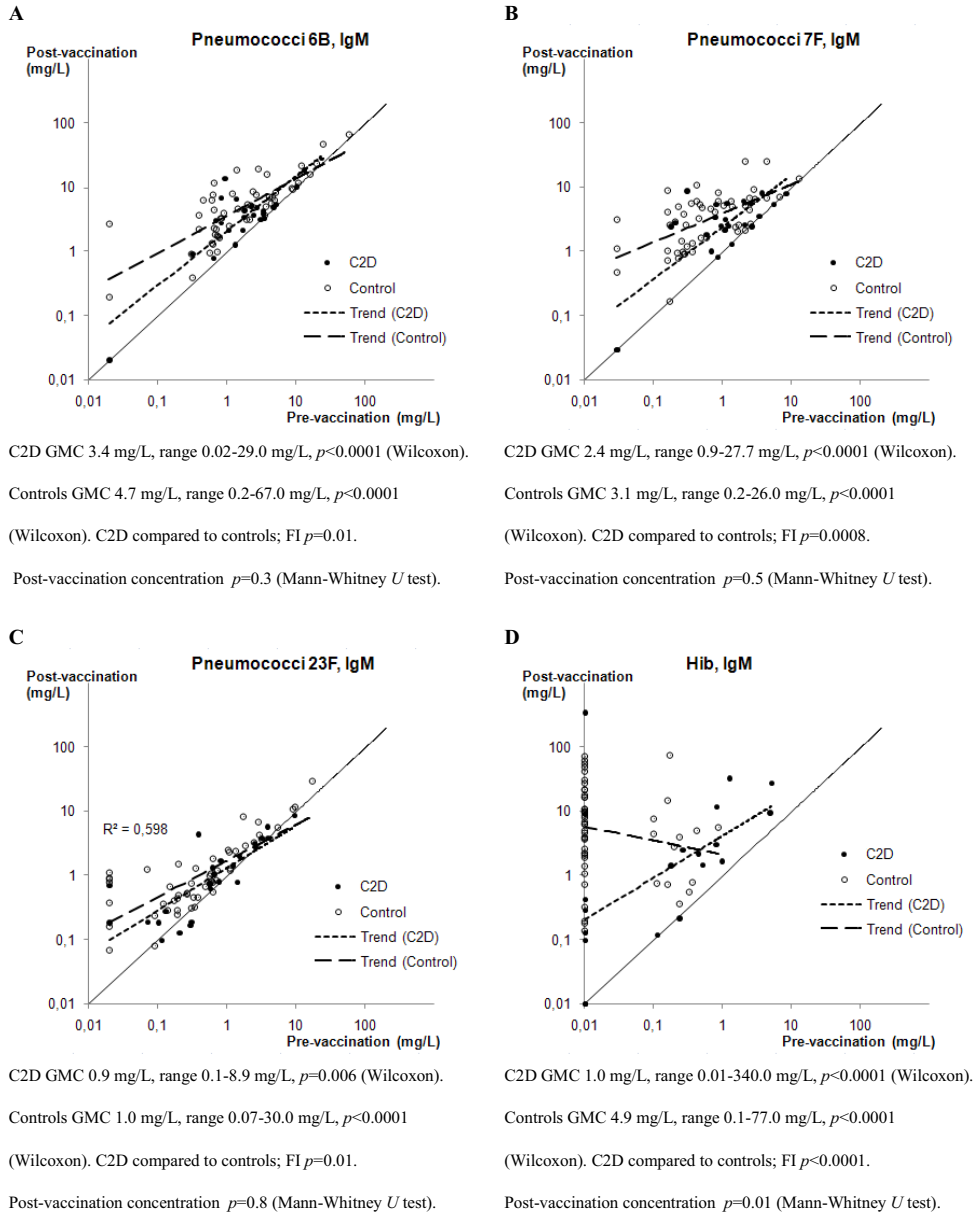 A
Pneumococci 6B, IgM
Post-vaccination
(mg/L)
100
10
1
0,1
0,01
0,01
0,1
1
10
100
Pre-vaccination (mg/L)
C2D
Control
Trend (C2D)
Trend (Control)
C2D GMC 3.4 mg/L, range 0.02-29.0 mg/L, p<0.0001 (Wilcoxon).
Controls GMC 4.7 mg/L, range 0.2-67.0 mg/L, p<0.0001
(Wilcoxon). C2D compared to controls; FI p=0.01.
Post-vaccination concentration p=0.3 (Mann-Whitney U test).
B
Pneumococci 7F, IgM
Post-vaccination
(mg/L)
100
10
1
0,1
0,01
0,01
0,1
1
10
100
Pre-vaccination (mg/L)
C2D
Control
Trend (C2D)
Trend (Control)
C2D GMC 2.4 mg/L, range 0.9-27.7 mg/L, p<0.0001 (Wilcoxon).
Controls GMC 3.1 mg/L, range 0.2-26.0 mg/L, p<0.0001
(Wilcoxon). C2D compared to controls; FI p=0.0008.
Post-vaccination concentration p=0.5 (Mann-Whitney U test).
C
Pneumococci 23F, IgM
Post-vaccination
(mg/L)
100
10
1
0,1
0,01
0,01
0,1
1
10
100
Pre-vaccination (mg/L)
R² = 0,598
C2D
Control
Trend (C2D)
Trend (Control)
C2D GMC 0.9 mg/L, range 0.1-8.9 mg/L, p=0.006 (Wilcoxon).
Controls GMC 1.0 mg/L, range 0.07-30.0 mg/L, p<0.0001
(Wilcoxon). C2D compared to controls; FI p=0.01.
Post-vaccination concentration p=0.8 (Mann-Whitney U test).
D
Hib, IgM
Post-vaccination
(mg/L)
100
10
1
0,1
0,01
0,01
0,1
1
10
100
Pre-vaccination (mg/L)
C2D
Control
Trend (C2D)
Trend (Control)
C2D GMC 1.0 mg/L, range 0.01-340.0 mg/L, p<0.0001 (Wilcoxon).
Controls GMC 4.9 mg/L, range 0.1-77.0 mg/L, p<0.0001
(Wilcoxon). C2D compared to controls; FI p<0.0001.
Post-vaccination concentration p=0.01 (Mann-Whitney U test).